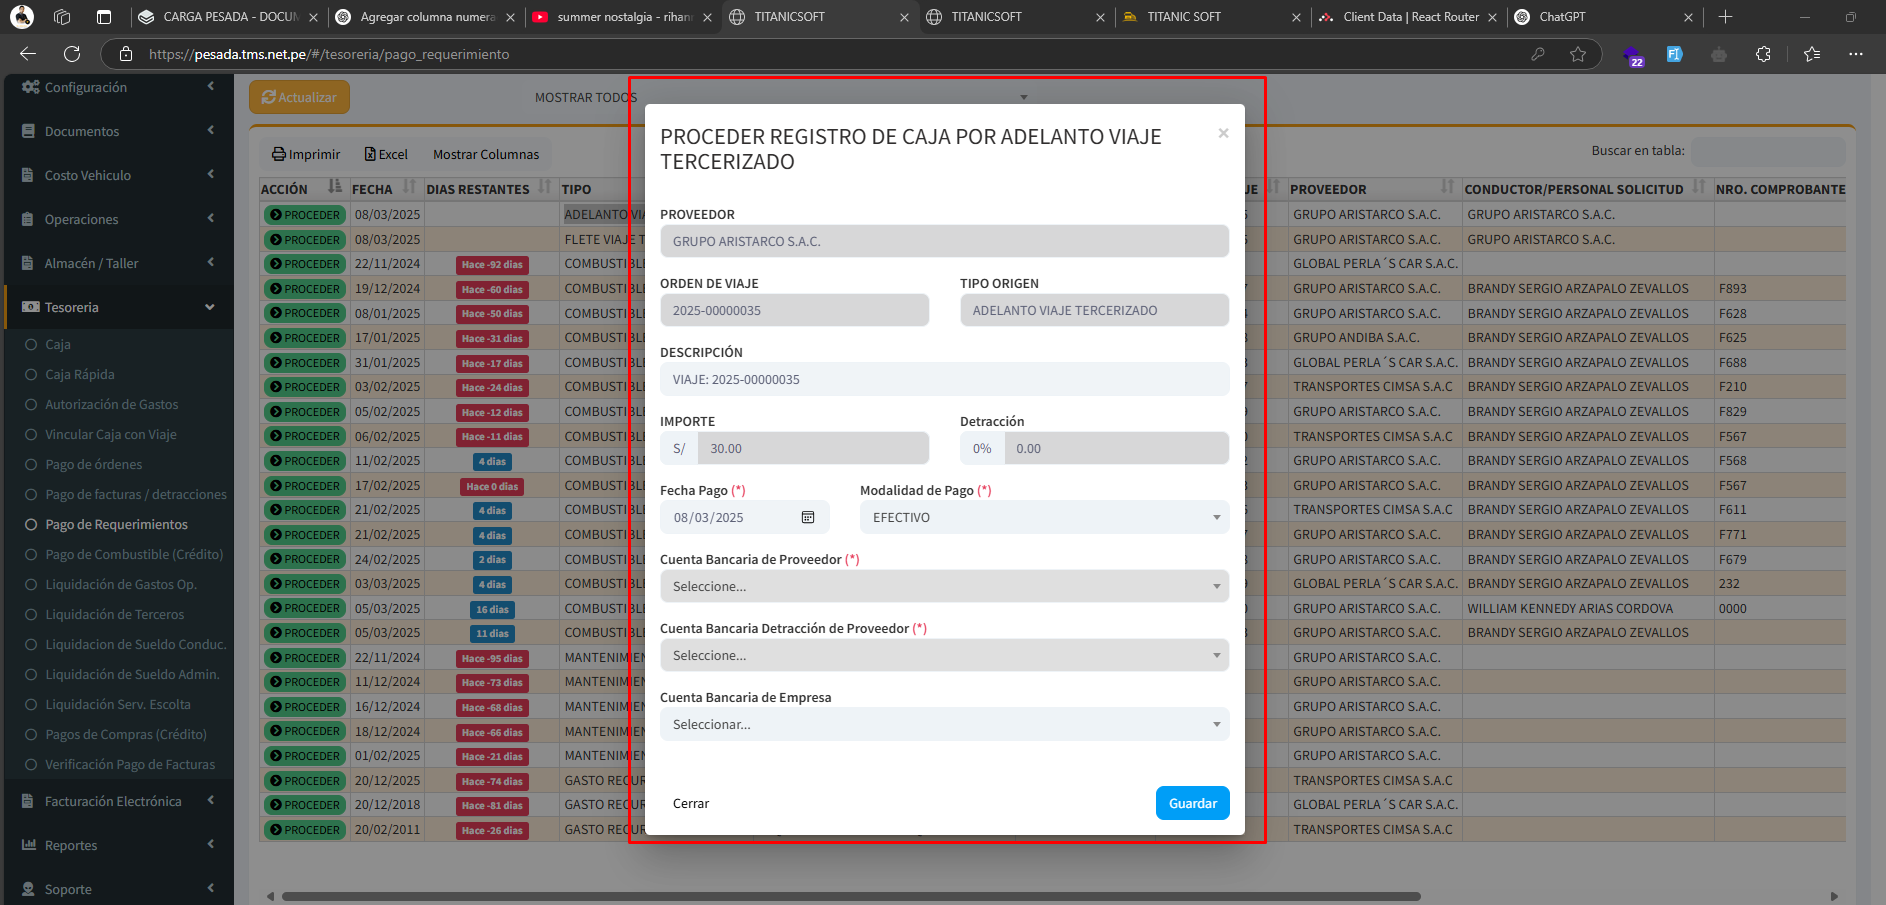 CARGA PESADA - DOCUM
Agregar columna numera
summer nostalgia - rihan
TITANICSOFT
TITANICSOFT
TITANIC SOFT
Client Data | React Router
ChatGPT
https://pesada.tms.net.pe/#/tesoreria/pago_requerimiento
22
Configuración
Documentos
Costo Vehiculo
Operaciones
Almacén / Taller
Tesoreria
Caja
Caja Rápida
Autorización de Gastos
Vincular Caja con Viaje
Pago de órdenes
Pago de facturas / detracciones
Pago de Requerimientos
Pago de Combustible (Crédito)
Liquidación de Gastos Op.
Liquidación de Terceros
Liquidacion de Sueldo Conduc.
Liquidación de Sueldo Admin.
Liquidación Serv. Escolta
Pagos de Compras (Crédito)
Verificación Pago de Facturas
Facturación Electrónica
Reportes
Soporte
Actualizar
MOSTRAR TODOS
Imprimir Excel Mostrar Columnas
Buscar en tabla:
ACCIÓN FECHA DIAS RESTANTES TIPO JE PROVEEDOR CONDUCTOR/PERSONAL SOLICITUD NRO. COMPROBANTE
PROCEDER 08/03/2025 ADELANTO VIA GRUPO ARISTARCO S.A.C. GRUPO ARISTARCO S.A.C.
PROCEDER 08/03/2025 FLETE VIAJE T GRUPO ARISTARCO S.A.C. GRUPO ARISTARCO S.A.C.
PROCEDER 22/11/2024 Hace -92 dias COMBUSTIBLE GLOBAL PERLA´S CAR S.A.C.
PROCEDER 19/12/2024 Hace -60 dias COMBUSTIBLE GRUPO ARISTARCO S.A.C. BRANDY SERGIO ARZAPALO ZEVALLOS F893
PROCEDER 08/01/2025 Hace -50 dias COMBUSTIBLE GRUPO ARISTARCO S.A.C. BRANDY SERGIO ARZAPALO ZEVALLOS F628
PROCEDER 17/01/2025 Hace -31 dias COMBUSTIBLE GRUPO ANDIBA S.A.C. BRANDY SERGIO ARZAPALO ZEVALLOS F625
PROCEDER 31/01/2025 Hace -17 dias COMBUSTIBLE GLOBAL PERLA´S CAR S.A.C. BRANDY SERGIO ARZAPALO ZEVALLOS F688
PROCEDER 03/02/2025 Hace -24 dias COMBUSTIBLE TRANSPORTES CIMSA S.A.C BRANDY SERGIO ARZAPALO ZEVALLOS F210
PROCEDER 05/02/2025 Hace -12 dias COMBUSTIBLE GRUPO ARISTARCO S.A.C. BRANDY SERGIO ARZAPALO ZEVALLOS F829
PROCEDER 06/02/2025 Hace -11 dias COMBUSTIBLE TRANSPORTES CIMSA S.A.C BRANDY SERGIO ARZAPALO ZEVALLOS F567
PROCEDER 11/02/2025 4 dias COMBUSTIBLE GRUPO ARISTARCO S.A.C. BRANDY SERGIO ARZAPALO ZEVALLOS F568
PROCEDER 17/02/2025 Hace 0 dias COMBUSTIBLE GRUPO ARISTARCO S.A.C. BRANDY SERGIO ARZAPALO ZEVALLOS F567
PROCEDER 21/02/2025 4 dias COMBUSTIBLE TRANSPORTES CIMSA S.A.C BRANDY SERGIO ARZAPALO ZEVALLOS F611
PROCEDER 21/02/2025 4 dias COMBUSTIBLE GRUPO ARISTARCO S.A.C. BRANDY SERGIO ARZAPALO ZEVALLOS F771
PROCEDER 24/02/2025 2 dias COMBUSTIBLE GRUPO ARISTARCO S.A.C. BRANDY SERGIO ARZAPALO ZEVALLOS F679
PROCEDER 03/03/2025 4 dias COMBUSTIBLE GLOBAL PERLA´S CAR S.A.C. BRANDY SERGIO ARZAPALO ZEVALLOS 232
PROCEDER 05/03/2025 16 dias COMBUSTIBLE GRUPO ARISTARCO S.A.C. WILLIAM KENNEDY ARIAS CORDOVA 0000
PROCEDER 05/03/2025 11 dias COMBUSTIBLE GRUPO ARISTARCO S.A.C. BRANDY SERGIO ARZAPALO ZEVALLOS
PROCEDER 22/11/2024 Hace -95 dias MANTENIMIEN GRUPO ARISTARCO S.A.C.
PROCEDER 11/12/2024 Hace -73 dias MANTENIMIEN GRUPO ARISTARCO S.A.C.
PROCEDER 16/12/2024 Hace -68 dias MANTENIMIEN GRUPO ARISTARCO S.A.C.
PROCEDER 18/12/2024 Hace -66 dias MANTENIMIEN GRUPO ARISTARCO S.A.C.
PROCEDER 01/02/2025 Hace -21 dias MANTENIMIEN GRUPO ARISTARCO S.A.C.
PROCEDER 20/12/2025 Hace -74 dias GASTO RECUR TRANSPORTES CIMSA S.A.C
PROCEDER 20/12/2018 Hace -81 dias GASTO RECUR GLOBAL PERLA´S CAR S.A.C.
PROCEDER 20/02/2011 Hace -26 dias GASTO RECUR TRANSPORTES CIMSA S.A.C
PROCEDER REGISTRO DE CAJA POR ADELANTO VIAJE
TERCERIZADO
×
PROVEEDOR
GRUPO ARISTARCO S.A.C.
ORDEN DE VIAJE TIPO ORIGEN
2025-00000035 ADELANTO VIAJE TERCERIZADO
DESCRIPCIÓN
VIAJE: 2025-00000035
IMPORTE Detracción
S/ 30.00 0% 0.00
Fecha Pago (*) Modalidad de Pago (*)
08/03/2025 EFECTIVO
Cuenta Bancaria de Proveedor (*)
Seleccione...
Cuenta Bancaria Detracción de Proveedor (*)
Seleccione...
Cuenta Bancaria de Empresa
Seleccionar...
Cerrar Guardar